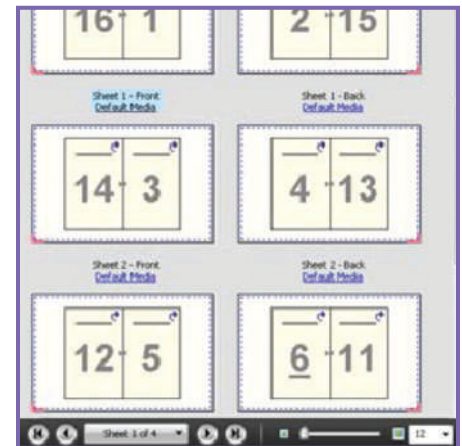 16 1 2 15
Sheet 1 - Front Sheet 1 - Back
Default Media Default Media
14 3 4 13
Sheet 2 - Front Sheet 2 - Back
Default Media Default Media
12 5 6 11
Sheet 1 of 4 12